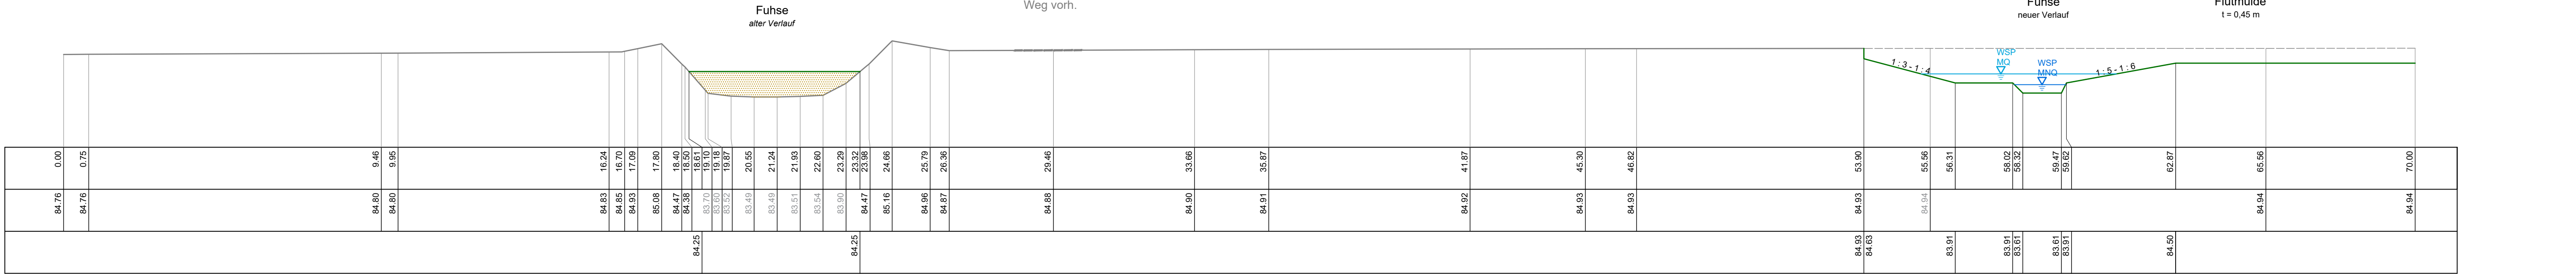 Weg vorh.
Fuhse
alter Verlauf
Fuhse
neuer Verlauf
Flutmulde
t = 0,45 m
WSP
MQ
WSP
MNQ
1 : 3 - 1 : 4
1 : 5 - 1 : 6
0.00 0.75 9.46 9.95 16.24 16.70 17.09 17.80 18.40 18.50 18.61 19.10 19.18 19.87 20.55 21.24 21.93 22.60 23.29 23.32 23.98 24.66 25.79 26.36 29.46 33.66 35.87 41.87 45.30 46.82 53.90 55.56 56.31 58.02 58.32 59.47 59.62 62.87 65.56 70.00
84.76 84.76 84.80 84.80 84.83 84.85 84.93 85.08 84.47 84.38 83.70 83.60 83.52 83.49 83.49 83.51 83.54 83.90 84.47 85.16 84.96 84.87 84.88 84.90 84.91 84.92 84.93 84.93 84.93 84.94 84.94 84.94
84.25 84.25 84.93 84.63 83.91 83.91 83.61 83.61 83.91 84.50